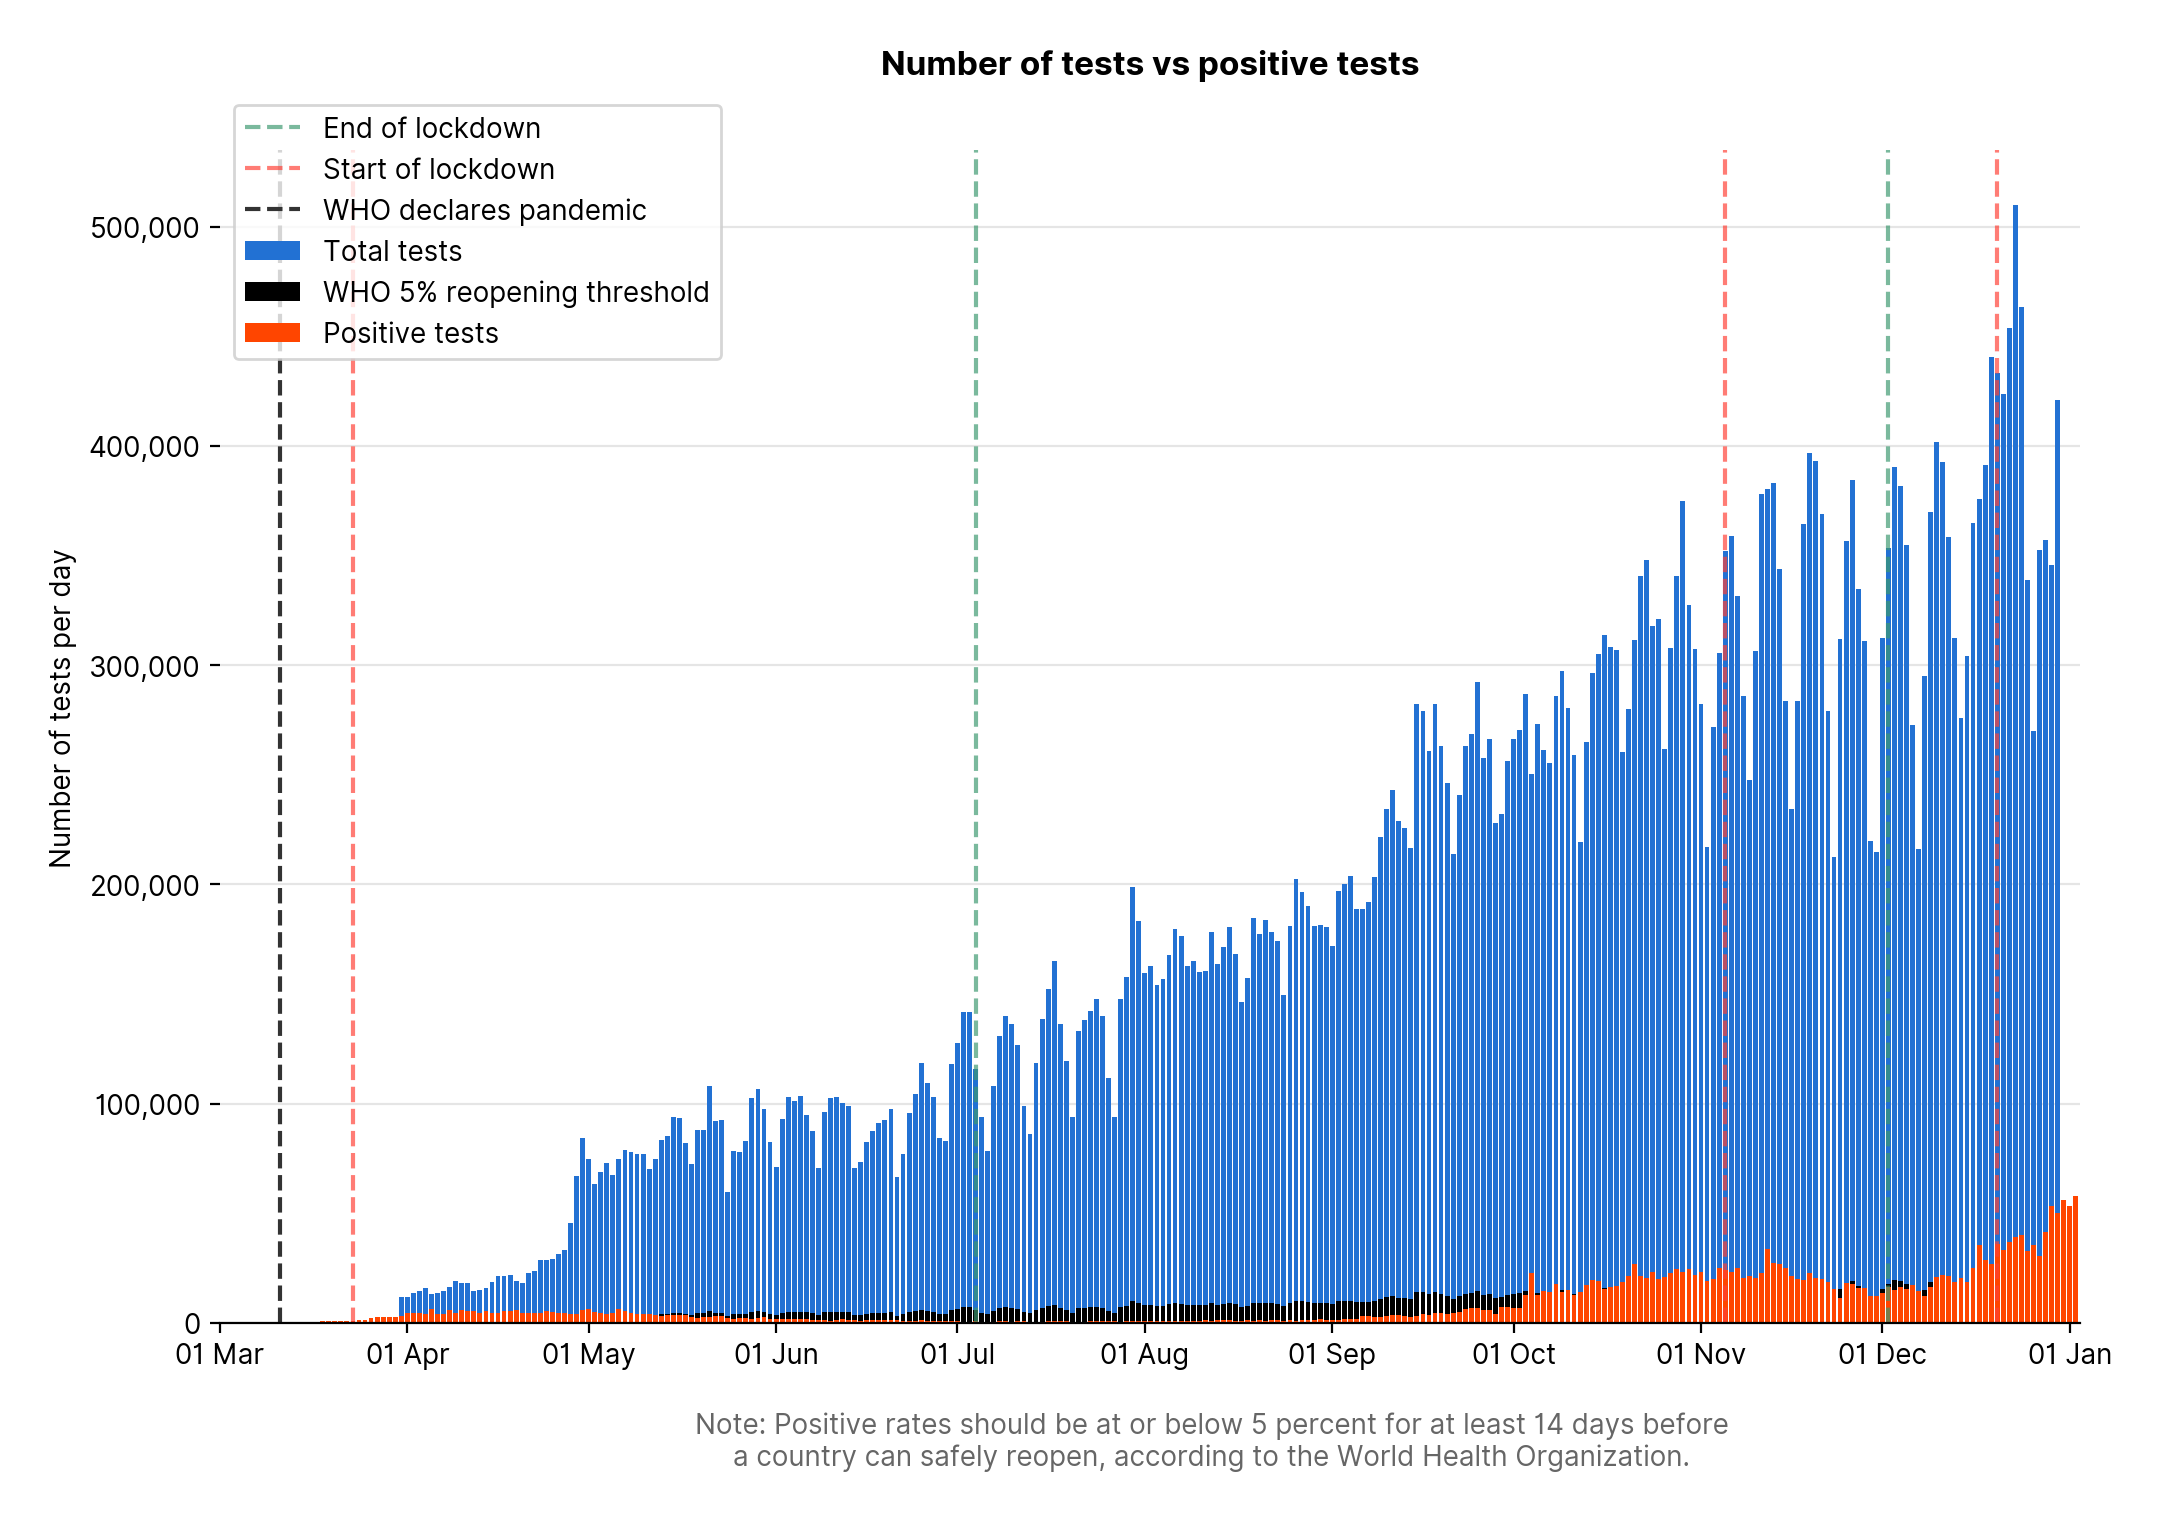 Number of tests vs positive tests
End of lockdown
Start of lockdown
WHO declares pandemic
Total tests
WHO 5% reopening threshold
Positive tests
Number of tests per day
500,000
400,000
300,000
200,000
100,000
0
01 Mar 01 Apr 01 May 01 Jun 01 Jul 01 Aug 01 Sep 01 Oct 01 Nov 01 Dec 01 Jan
Note: Positive rates should be at or below 5 percent for at least 14 days before
a country can safely reopen, according to the World Health Organization.